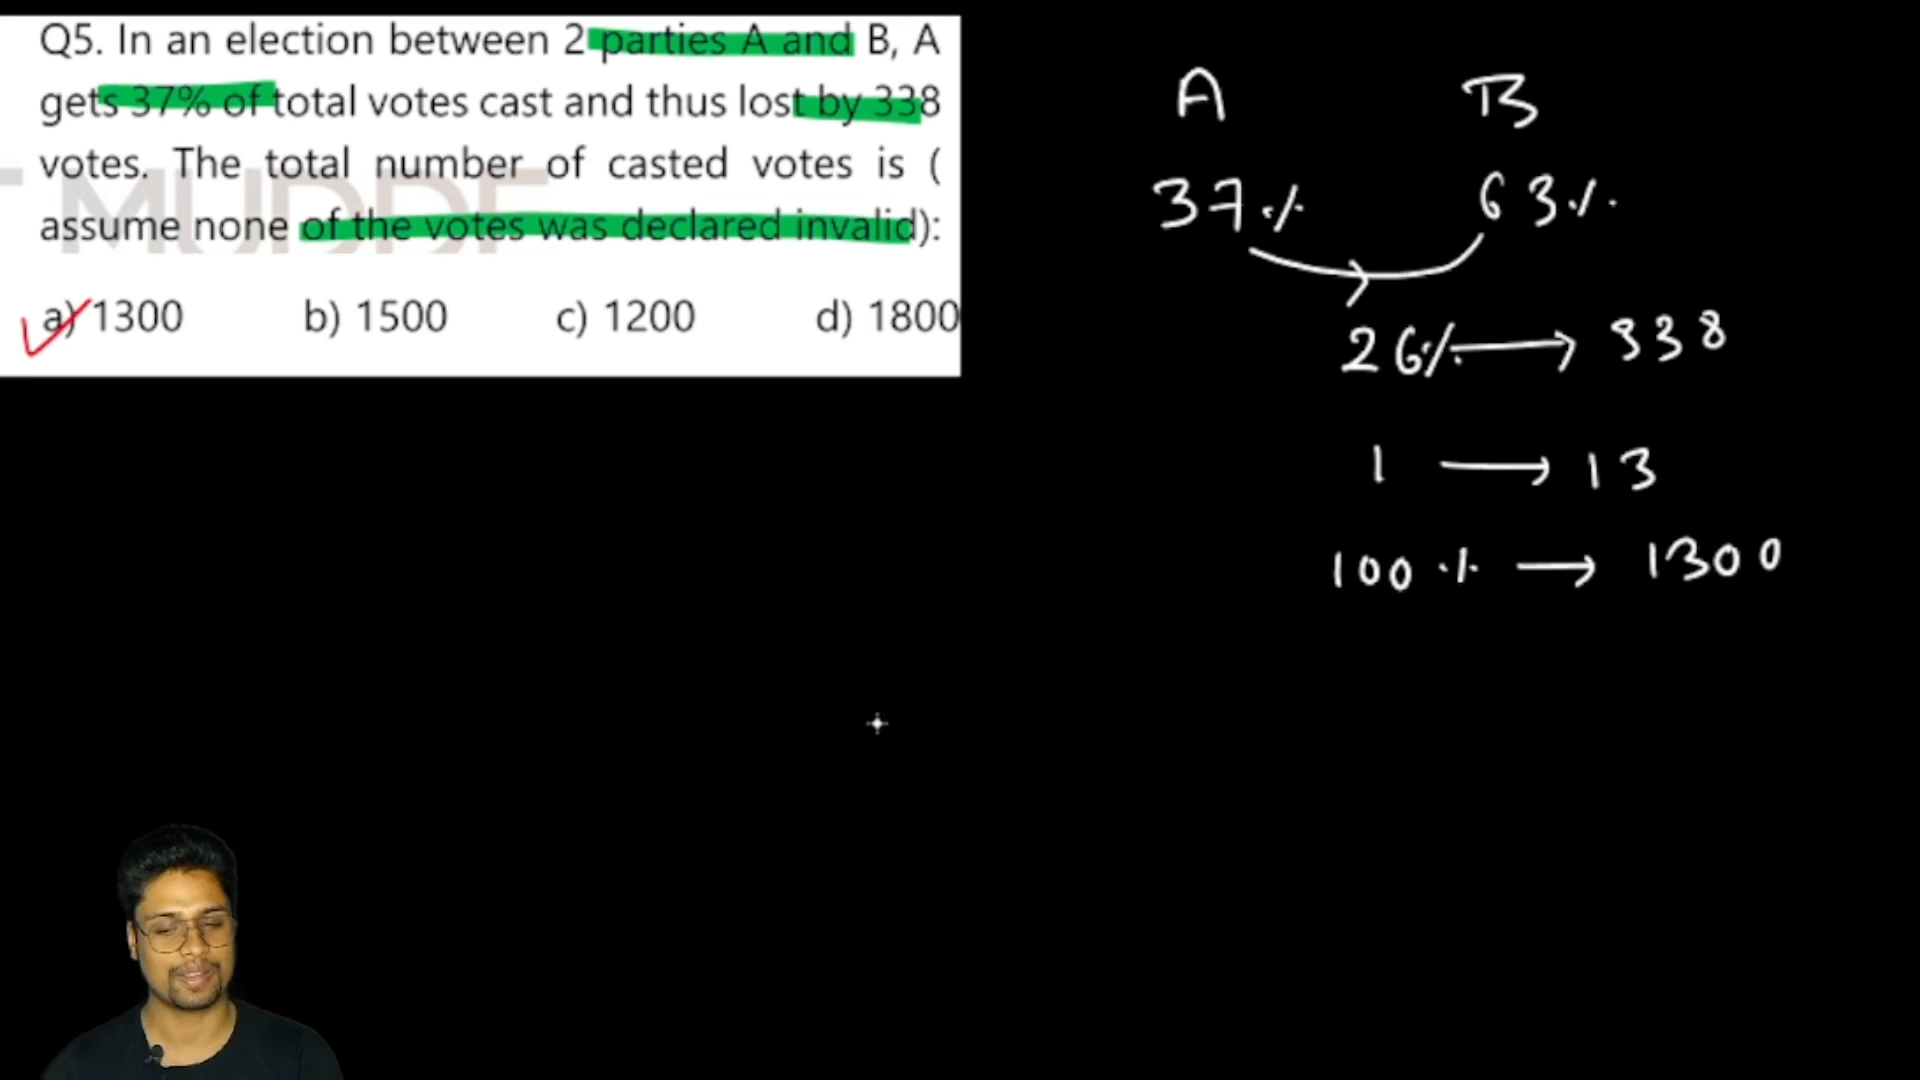 Q5. In an election between 2 parties A and B, A
gets 37% of total votes cast and thus lost by 338
votes. The total number of casted votes is (
assume none of the votes was declared invalid):
a) 1300 b) 1500 c) 1200 d) 1800
A B
37% 63%
26% → 338
1 → 13
100% → 1300